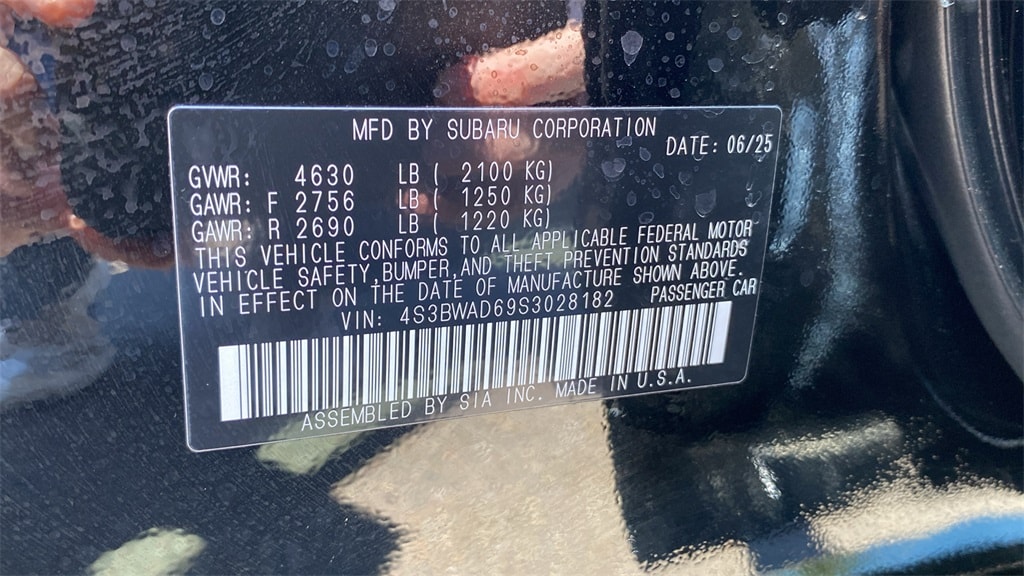 MFD BY SUBARU CORPORATION
DATE: 06/25
GVWR: 4630 LB ( 2100 KG)
GAWR: F 2756 LB ( 1250 KG)
GAWR: R 2690 LB ( 1220 KG)
THIS VEHICLE CONFORMS TO ALL APPLICABLE FEDERAL MOTOR
VEHICLE SAFETY,BUMPER,AND THEFT PREVENTION STANDARDS
IN EFFECT ON THE DATE OF MANUFACTURE SHOWN ABOVE.
VIN: 4S3BWAD69S3028182 PASSENGER CAR
ASSEMBLED BY SIA INC. MADE IN U.S.A.